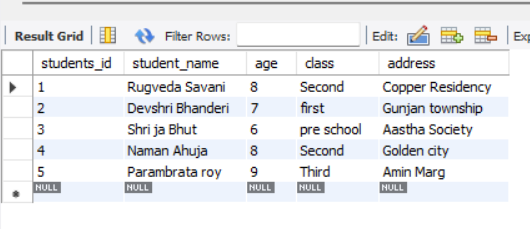 Result Grid Filter Rows: Edit:
students_id student_name age class address
1 Rugveda Savani 8 Second Copper Residency
2 Devshri Bhanderi 7 first Gunjan township
3 Shri ja Bhut 6 pre school Aastha Society
4 Naman Ahuja 8 Second Golden city
5 Parambrata roy 9 Third Amin Marg
NULL NULL NULL NULL NULL